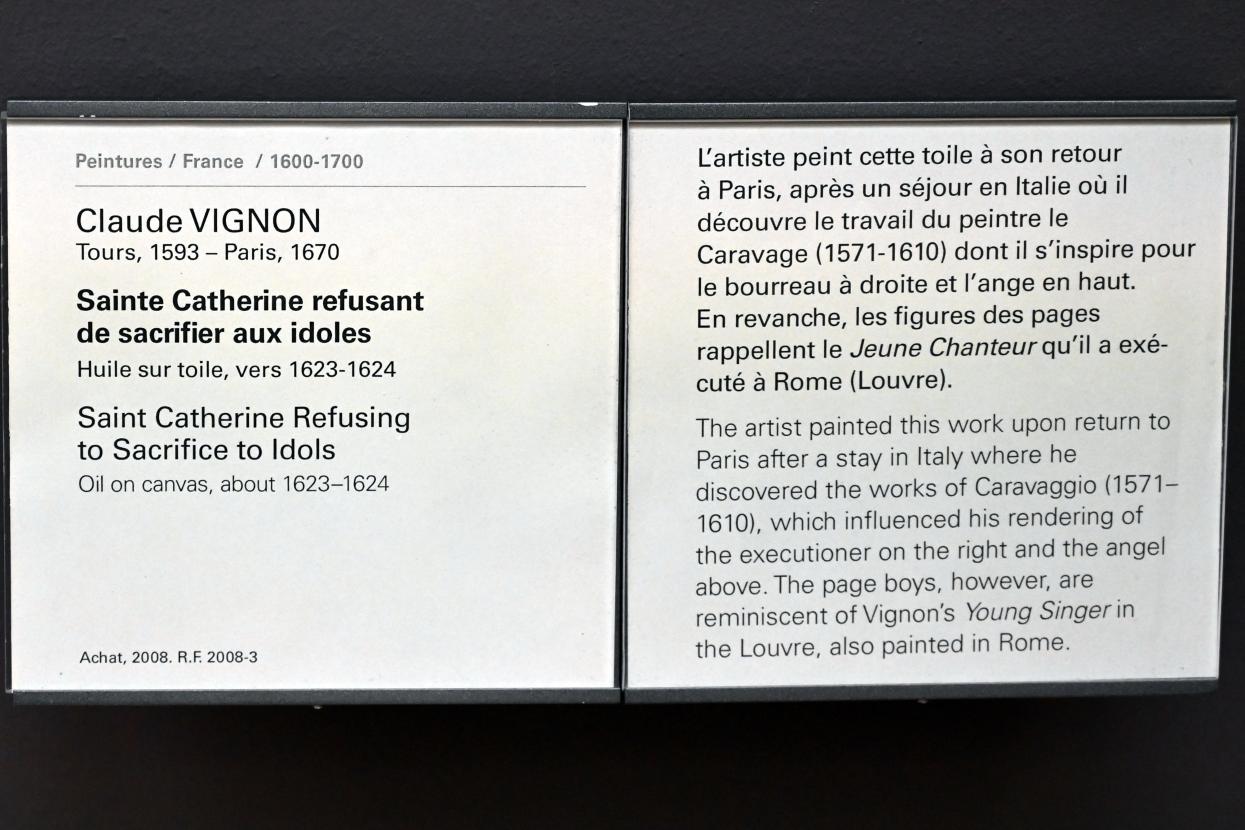 Peintures / France / 1600-1700
Claude VIGNON
Tours, 1593 – Paris, 1670
Sainte Catherine refusant
de sacrifier aux idoles
Huile sur toile, vers 1623-1624
Saint Catherine Refusing
to Sacrifice to Idols
Oil on canvas, about 1623–1624
Achat, 2008. R.F. 2008-3
L’artiste peint cette toile à son retour
à Paris, après un séjour en Italie où il
découvre le travail du peintre le
Caravage (1571-1610) dont il s’inspire pour
le bourreau à droite et l’ange en haut.
En revanche, les figures des pages
rappellent le Jeune Chanteur qu’il a exé-
cuté à Rome (Louvre).
The artist painted this work upon return to
Paris after a stay in Italy where he
discovered the works of Caravaggio (1571–
1610), which influenced his rendering of
the executioner on the right and the angel
above. The page boys, however, are
reminiscent of Vignon’s Young Singer in
the Louvre, also painted in Rome.